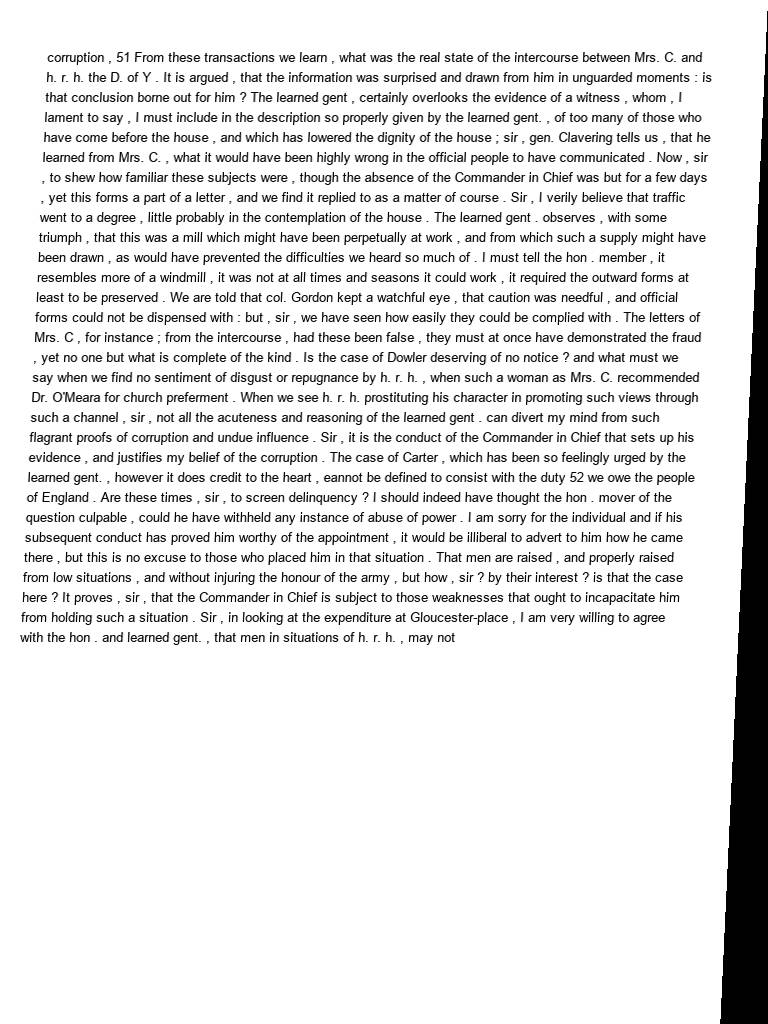 corruption , 51 From these transactions we learn , what was the real state of the intercourse between Mrs. C. and
h. r. h. the D. of Y . It is argued , that the information was surprised and drawn from him in unguarded moments : is
that conclusion borne out for him ? The learned gent , certainly overlooks the evidence of a witness , whom , I
lament to say , I must include in the description so properly given by the learned gent. , of too many of those who
have come before the house , and which has lowered the dignity of the house ; sir , gen. Clavering tells us , that he
learned from Mrs. C. , what it would have been highly wrong in the official people to have communicated . Now , sir
, to shew how familiar these subjects were , though the absence of the Commander in Chief was but for a few days
, yet this forms a part of a letter , and we find it replied to as a matter of course . Sir , I verily believe that traffic
went to a degree , little probably in the contemplation of the house . The learned gent . observes , with some
triumph , that this was a mill which might have been perpetually at work , and from which such a supply might have
been drawn , as would have prevented the difficulties we heard so much of . I must tell the hon . member , it
resembles more of a windmill , it was not at all times and seasons it could work , it required the outward forms at
least to be preserved . We are told that col. Gordon kept a watchful eye , that caution was needful , and official
forms could not be dispensed with : but , sir , we have seen how easily they could be complied with . The letters of
Mrs. C , for instance ; from the intercourse , had these been false , they must at once have demonstrated the fraud
, yet no one but what is complete of the kind . Is the case of Dowler deserving of no notice ? and what must we
say when we find no sentiment of disgust or repugnance by h. r. h. , when such a woman as Mrs. C. recommended
Dr. O'Meara for church preferment . When we see h. r. h. prostituting his character in promoting such views through
such a channel , sir , not all the acuteness and reasoning of the learned gent . can divert my mind from such
flagrant proofs of corruption and undue influence . Sir , it is the conduct of the Commander in Chief that sets up his
evidence , and justifies my belief of the corruption . The case of Carter , which has been so feelingly urged by the
learned gent. , however it does credit to the heart , eannot be defined to consist with the duty 52 we owe the people
of England . Are these times , sir , to screen delinquency ? I should indeed have thought the hon . mover of the
question culpable , could he have withheld any instance of abuse of power . I am sorry for the individual and if his
subsequent conduct has proved him worthy of the appointment , it would be illiberal to advert to him how he came
there , but this is no excuse to those who placed him in that situation . That men are raised , and properly raised
from low situations , and without injuring the honour of the army , but how , sir ? by their interest ? is that the case
here ? It proves , sir , that the Commander in Chief is subject to those weaknesses that ought to incapacitate him
from holding such a situation . Sir , in looking at the expenditure at Gloucester-place , I am very willing to agree
with the hon . and learned gent. , that men in situations of h. r. h. , may not